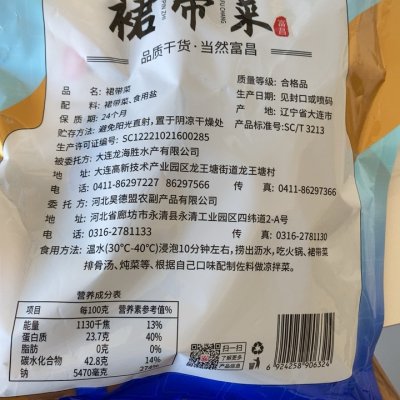 裙带菜
富昌
品质干货·当然富昌
品 名：裙带菜
配 料：裙带菜、食用盐
保 质 期：24个月
贮存方法：避免阳光直射，置于阴凉干燥处
生产许可证编号：SC12210216002​85
质量等级：合格品
生产日期：见封口或喷码
产 地：辽宁省大连市
产品标准号：SC/T 3213
被委托方：大连龙海胜水产有限公司
地 址：大连高新技术产业园区龙王塘街道龙王塘村
电 话：0411-86297227 86297566 传 真：0411-86297366
委托方：河北昊德盟农副产品有限公司
地 址：河北省廊坊市永清县永清工业园区四纬道2-A号
电 话：0316-2781133 传 真：0316-2781130
食用方法：温水(30°C-40°C)浸泡10分钟左右，捞出沥水，吃火锅、裙带菜
排骨汤、炖菜等、根据自己口味配制佐料做凉拌菜。
营养成分表
项目 每100克 营养素参考值%
能量 1130千焦 13%
蛋白质 23.7克 40%
脂肪 0克 0%
碳水化合物 42.8克 14%
钠 5470毫克
扫一扫
了解更多
产品信息
6 924258 906324